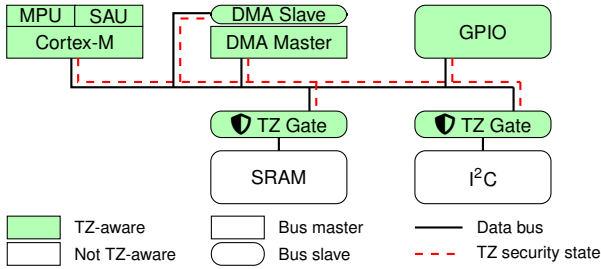 MPU SAU DMA Slave
Cortex-M DMA Master GPIO
TZ Gate TZ Gate
SRAM I²C
TZ-aware Bus master Data bus
Not TZ-aware Bus slave TZ security state